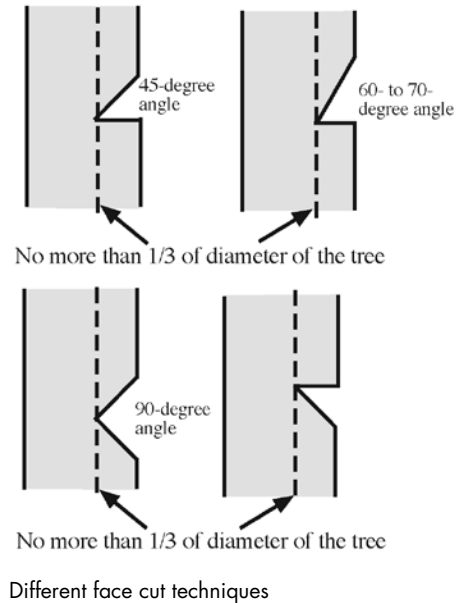 45-degree
angle
60- to 70-
degree angle
No more than 1/3 of diameter of the tree
90-degree
angle
No more than 1/3 of diameter of the tree
Different face cut techniques